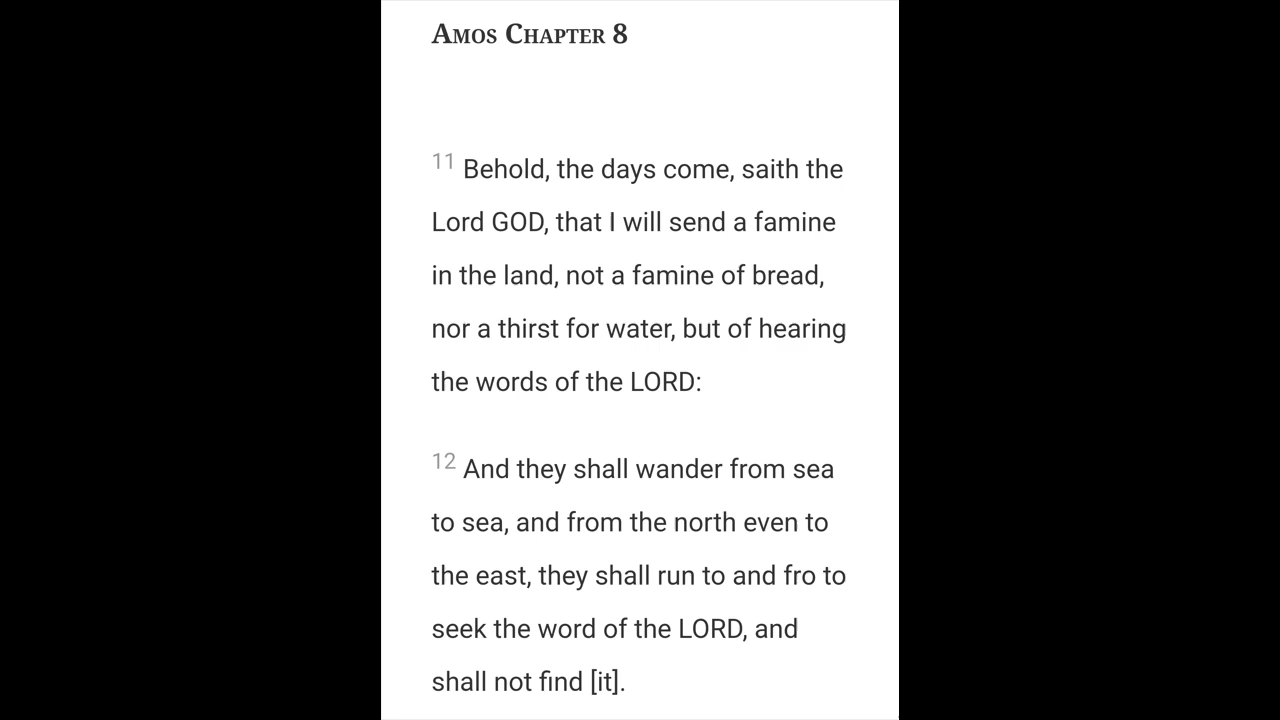 Amos Chapter 8
11 Behold, the days come, saith the
Lord GOD, that I will send a famine
in the land, not a famine of bread,
nor a thirst for water, but of hearing
the words of the LORD:
12 And they shall wander from sea
to sea, and from the north even to
the east, they shall run to and fro to
seek the word of the LORD, and
shall not find [it].